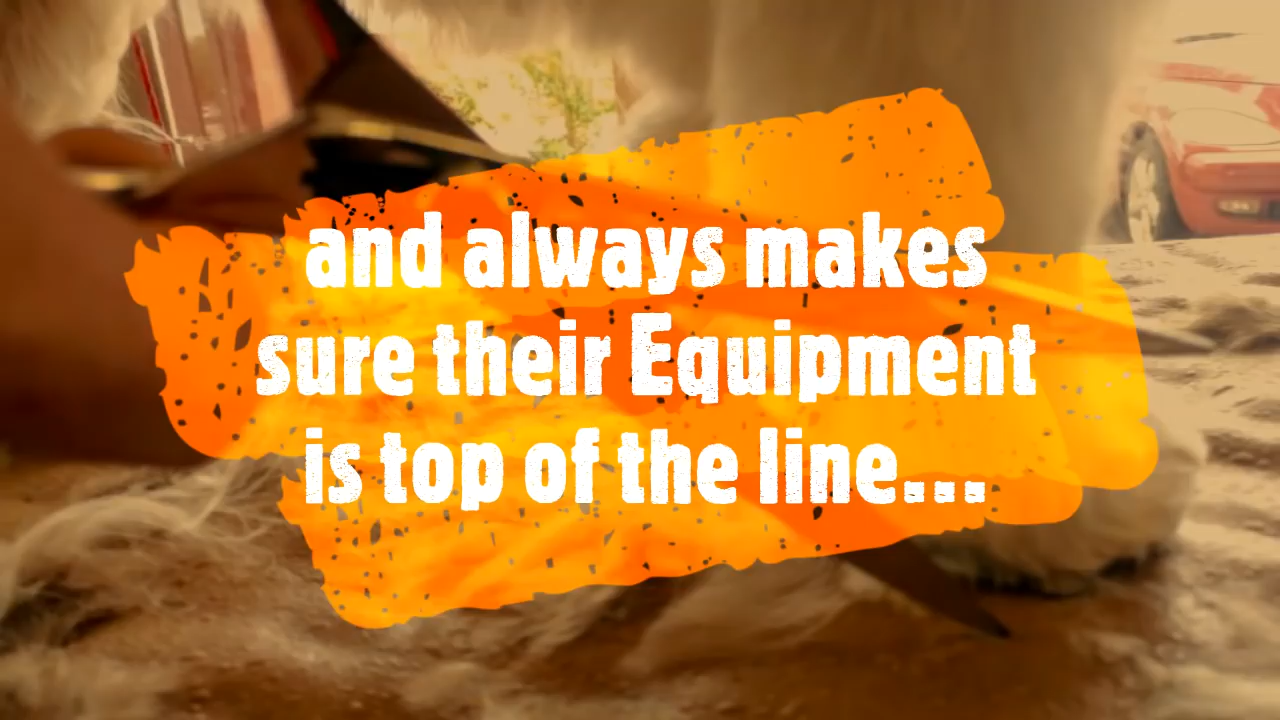 and always makes
sure their Equipment
is top of the line...